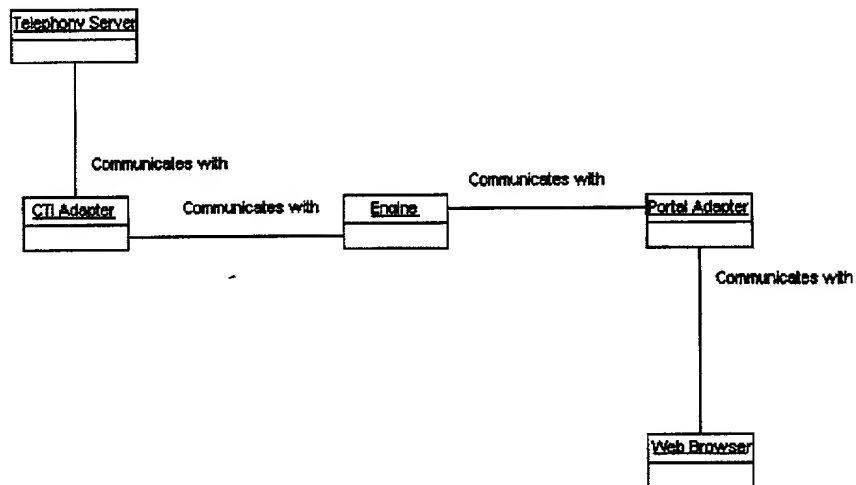 Telephony Server
Communicates with
CTI Adapter
Communicates with
Engine
Communicates with
Portal Adapter
Communicates with
Web Browser